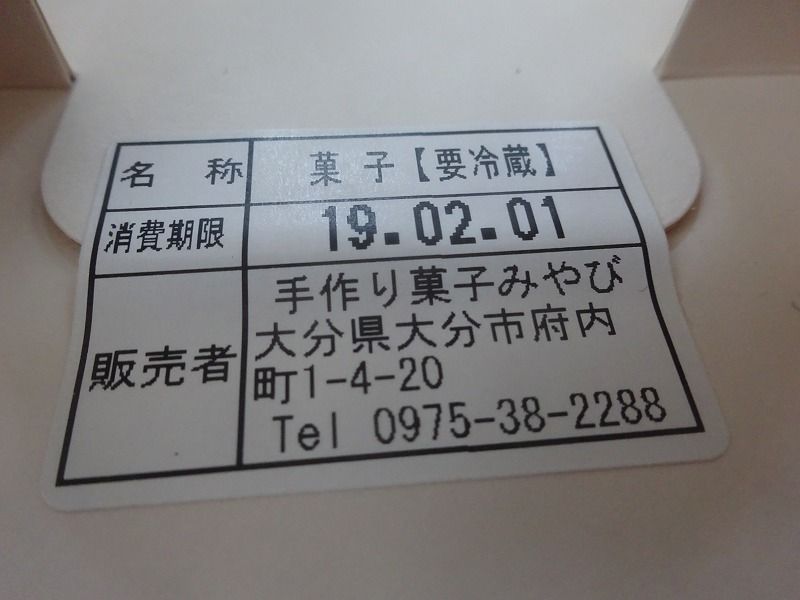 名 称 菓 子【要冷蔵】
消費期限 19.02.01
販売者 手作り菓子みやび
大分県大分市府内
町1-4-20
Tel 0975-38-2288